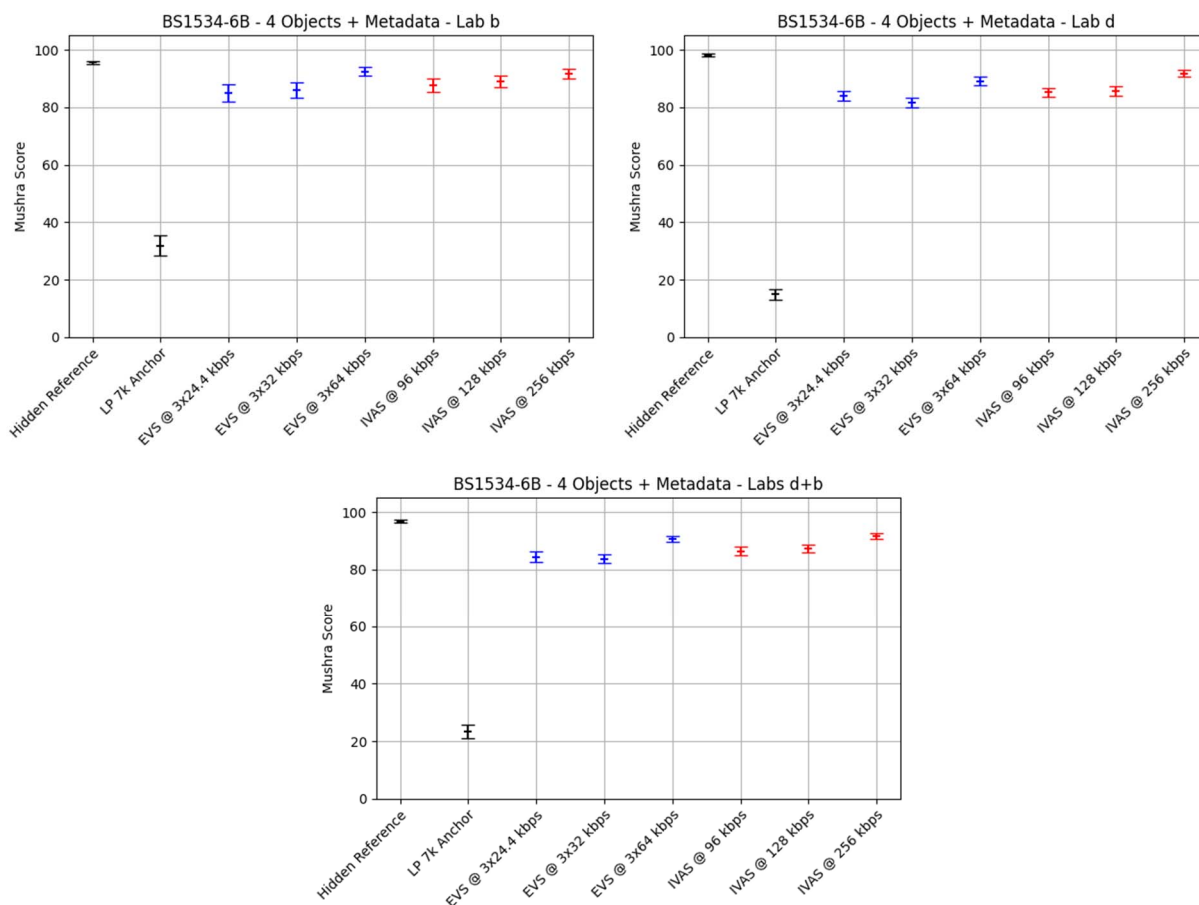 BS1534-6B - 4 Objects + Metadata - Lab b
Mushra Score
100
80
60
40
20
0
Hidden Reference
LP 7k Anchor
EVS @ 3x24.4 kbps
EVS @ 3x32 kbps
EVS @ 3x64 kbps
IVAS @ 96 kbps
IVAS @ 128 kbps
IVAS @ 256 kbps
BS1534-6B - 4 Objects + Metadata - Lab d
Mushra Score
100
80
60
40
20
0
Hidden Reference
LP 7k Anchor
EVS @ 3x24.4 kbps
EVS @ 3x32 kbps
EVS @ 3x64 kbps
IVAS @ 96 kbps
IVAS @ 128 kbps
IVAS @ 256 kbps
BS1534-6B - 4 Objects + Metadata - Labs d+b
Mushra Score
100
80
60
40
20
0
Hidden Reference
LP 7k Anchor
EVS @ 3x24.4 kbps
EVS @ 3x32 kbps
EVS @ 3x64 kbps
IVAS @ 96 kbps
IVAS @ 128 kbps
IVAS @ 256 kbps